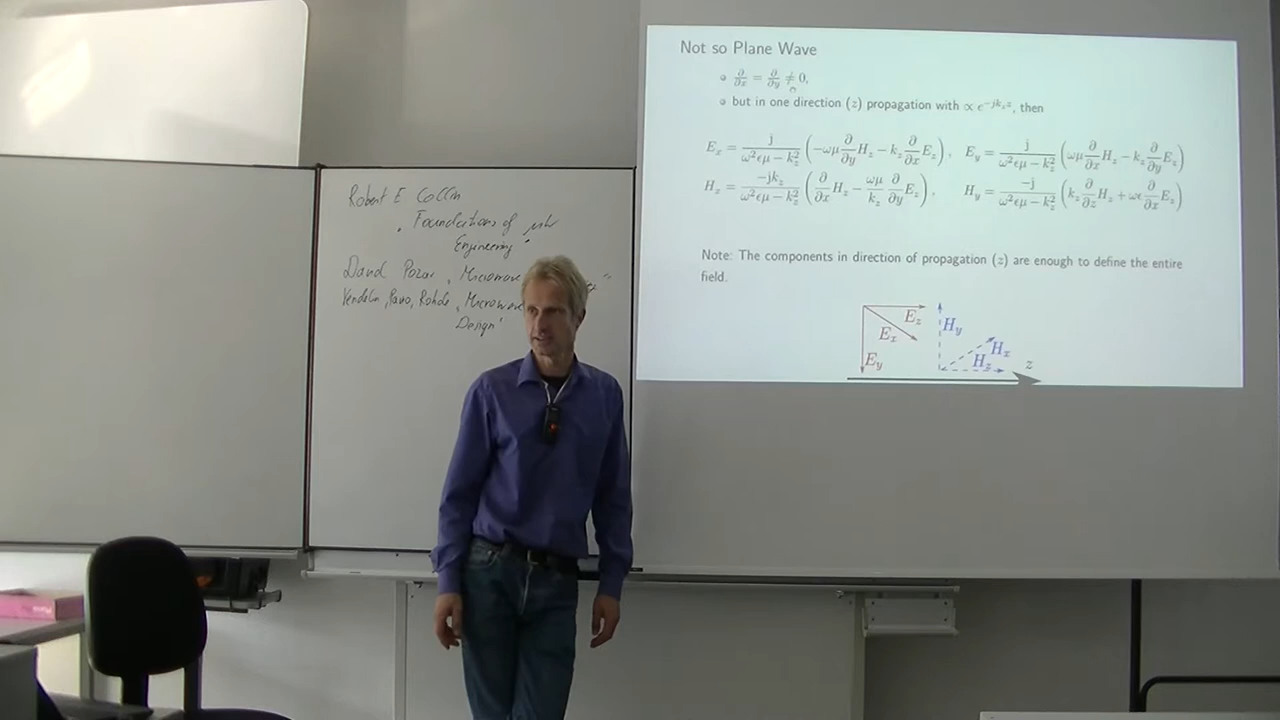 Robert E Collin
"Foundations of μW
Engineering"
David Pozar, "Microwave
Vendelin, Pavio, Rohde, "Microwave
Design"
Not so Plane Wave
∂/∂x = ∂/∂y ≠ 0,
but in one direction (z) propagation with ∝ e^{-jk_z z}, then
E_x = j/(ω²ϵμ − k_z²) (−ωμ ∂/∂y H_z − k_z ∂/∂x E_z), E_y = j/(ω²ϵμ − k_z²) (ωμ ∂/∂x H_z − k_z ∂/∂y E_z)
H_x = −jk_z/(ω²ϵμ − k_z²) (∂/∂x H_z − ωμ/k_z ∂/∂y E_z), H_y = −j/(ω²ϵμ − k_z²) (k_z ∂/∂z H_z + ωϵ ∂/∂x E_z)
Note: The components in direction of propagation (z) are enough to define the entire
field.
E_z
E_x
E_y
H_y
H_x
H_z
z